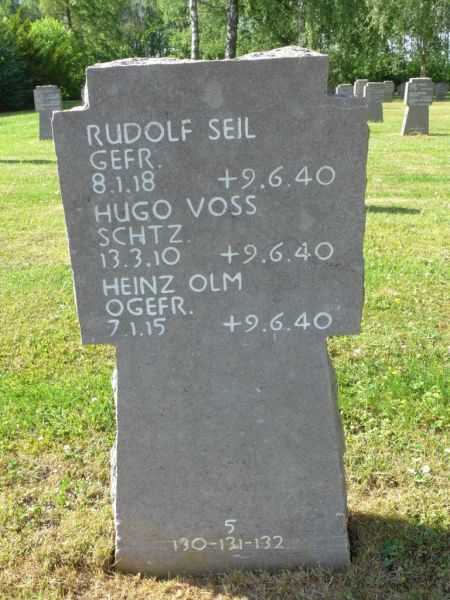 RUDOLF SEIL
GEFR.
8.1.18 +9.6.40
HUGO VOSS
SCHTZ.
13.3.10 +9.6.40
HEINZ OLM
OGEFR.
7.1.15 +9.6.40
5
130-131-132